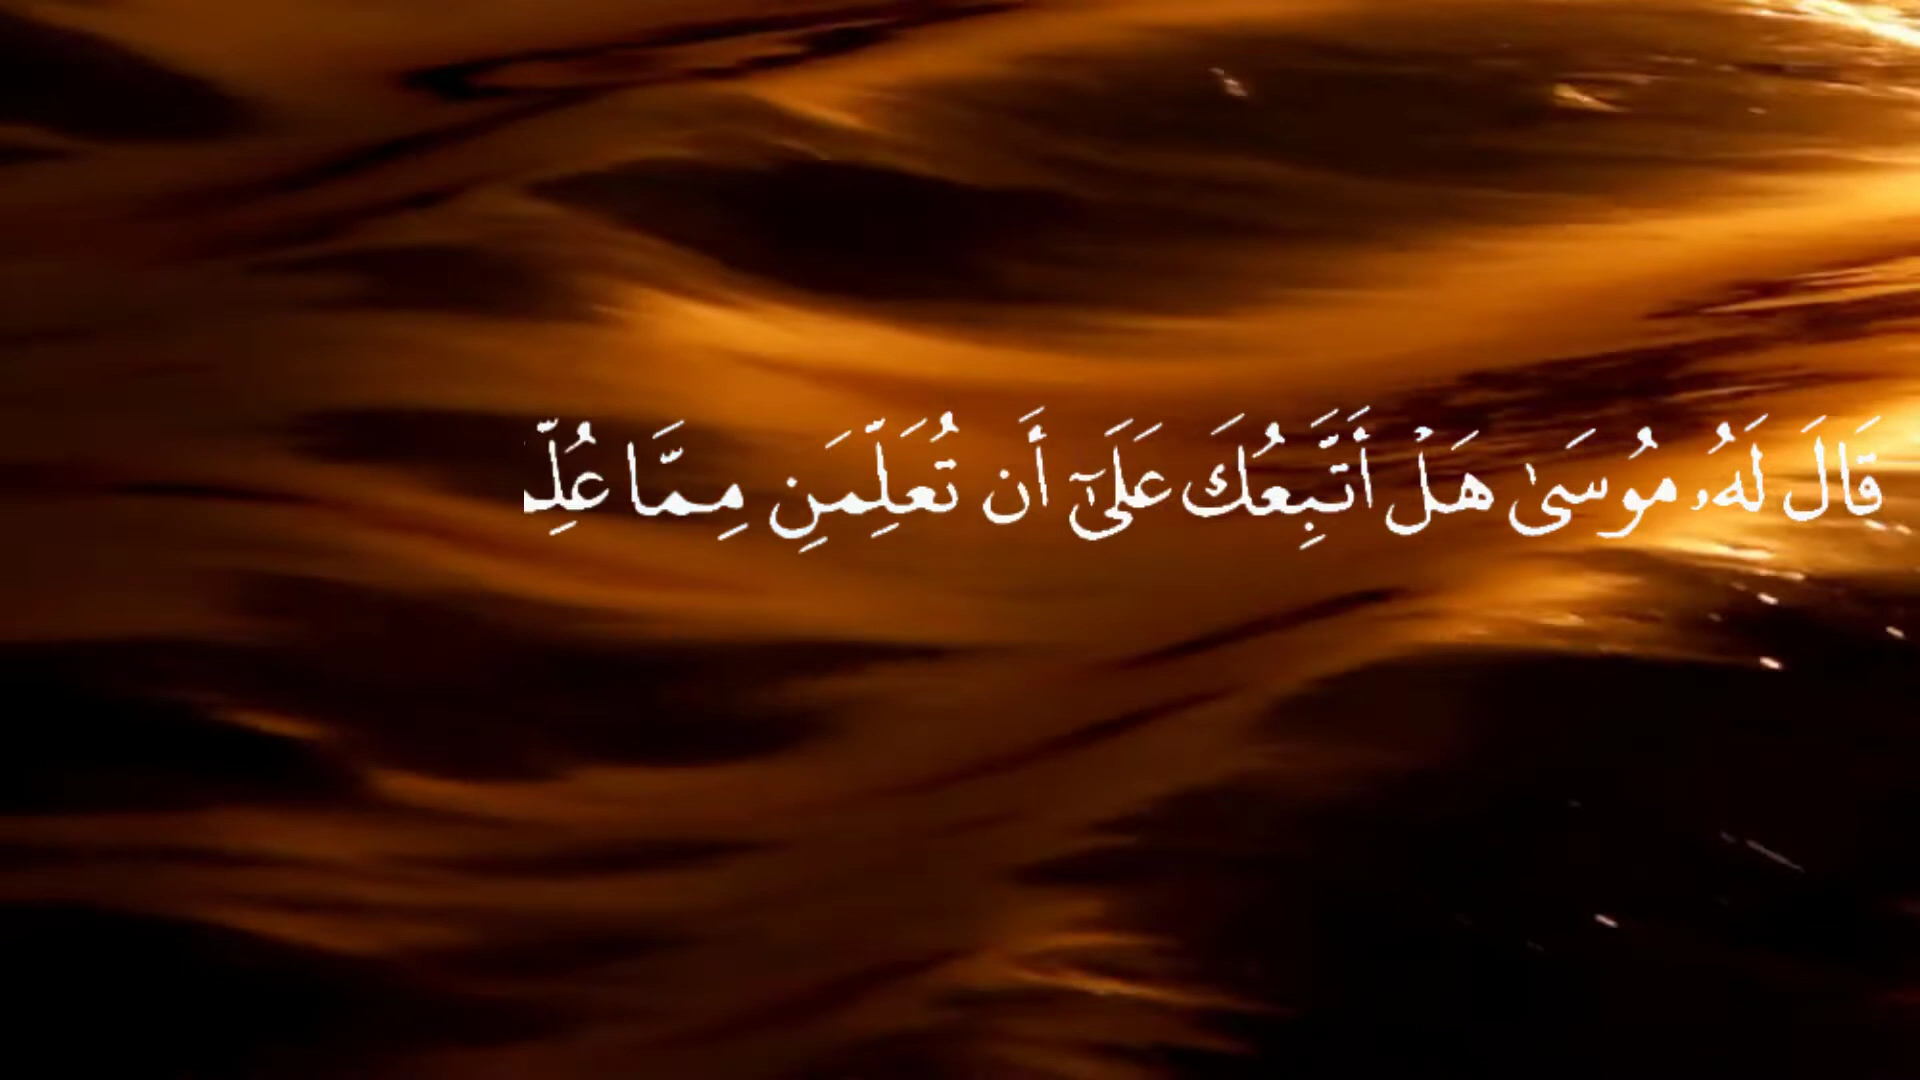 قَالَ لَهُۥ مُوسَىٰ هَلۡ أَتَّبِعُكَ عَلَىٰٓ أَن تُعَلِّمَنِ مِمَّا عُلِّ